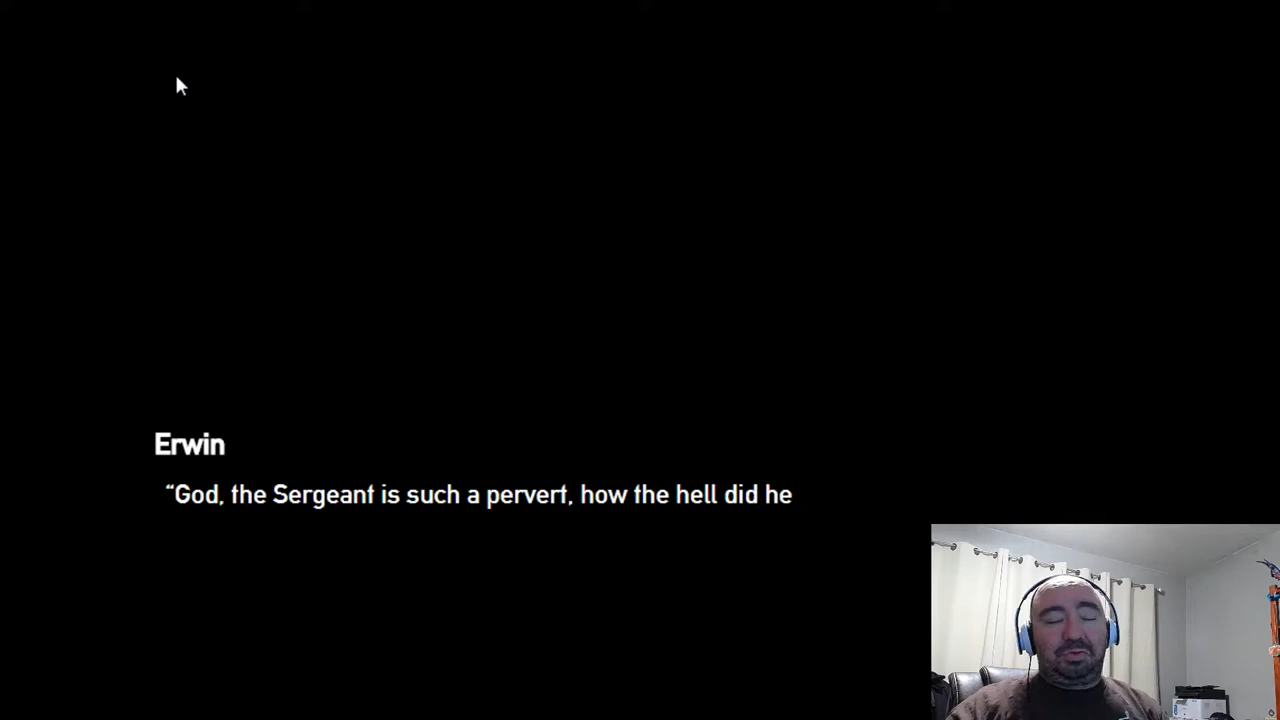 Erwin
“God, the Sergeant is such a pervert, how the hell did he